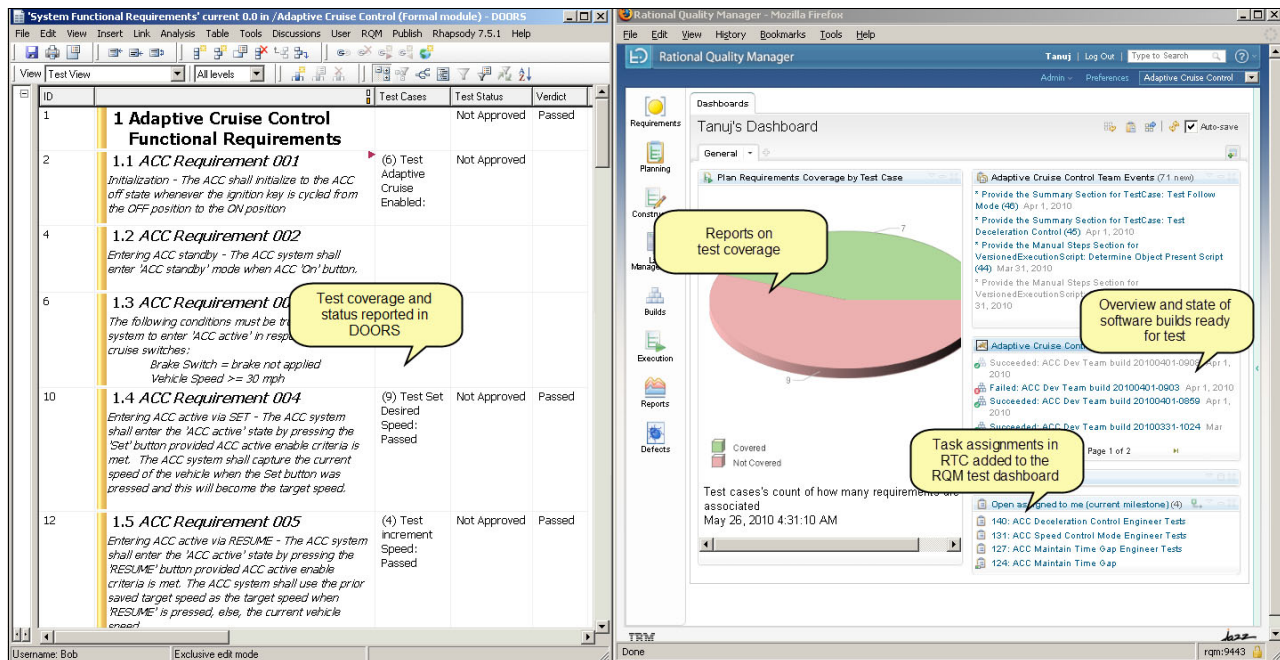 'System Functional Requirements' current 0.0 in /Adaptive Cruise Control (Formal module) - DOORS
File Edit View Insert Link Analysis Table Tools Discussions User RQM Publish Rhapsody 7.5.1 Help
View Test View All levels
ID Test Cases Test Status Verdict
1 1 Adaptive Cruise Control Not Approved Passed
Functional Requirements
2 1.1 ACC Requirement 001 (6) Test Not Approved
Initialization - The ACC shall initialize to the ACC Adaptive
off state whenever the ignition key is cycled from Cruise
the OFF position to the ON position Enabled:
4 1.2 ACC Requirement 002
Entering ACC standby - The ACC system shall
enter 'ACC standby' mode when ACC 'On' button.
6 1.3 ACC Requirement
The following conditions must be
system to enter 'ACC active' in
cruise switches:
Brake Switch = brake not applied
Vehicle Speed >= 30 mph
Test coverage and
status reported in
DOORS
10 1.4 ACC Requirement 004 (9) Test Set Not Approved Passed
Entering ACC active via SET - The ACC system Desired
shall enter the 'ACC active' state by pressing the Speed:
'Set' button provided ACC active enable criteria is Passed
met. The ACC system shall capture the current
speed of the vehicle when the Set button was
pressed and this will become the target speed.
12 1.5 ACC Requirement 005 (4) Test Not Approved Passed
Entering ACC active via RESUME - The ACC system increment
shall enter the 'ACC active' state by pressing the Speed:
'RESUME' button provided ACC active enable Passed
criteria is met. The ACC system shall use the prior
saved target speed as the target speed when
'RESUME' is pressed, else, the current vehicle
speed
Username: Bob Exclusive edit mode
Rational Quality Manager - Mozilla Firefox
File Edit View History Bookmarks Tools Help
Rational Quality Manager Tanuj | Log Out | Type to Search
Admin Preferences Adaptive Cruise Control
Requirements
Planning
Builds
Execution
Reports
Defects
Dashboards
Tanuj's Dashboard Auto-save
General
Plan Requirements Coverage by Test Case
7
Reports on
test coverage
9
Covered
Not Covered
Test cases's count of how many requirements are
associated
May 26, 2010 4:31:10 AM
Adaptive Cruise Control Team Events (71 new)
* Provide the Summary Section for TestCase: Test Follow
Mode (46) Apr 1, 2010
* Provide the Summary Section for TestCase: Test
Deceleration Control (45) Apr 1, 2010
* Provide the Manual Steps Section for
VersionedExecutionScript: Determine Object Present Script
(44) Mar 31, 2010
* Provide the Manual Steps Section for
31, 2010
Overview and state of
software builds ready
for test
Adaptive Cruise
Succeeded: ACC Dev Team build Apr 1,
2010
Failed: ACC Dev Team build 20100401-0903 Apr 1, 2010
Succeeded: ACC Dev Team build 20100401-0859 Apr 1,
2010
Succeeded: ACC Dev Team build 20100331-1024 Mar
Page 1 of 2
Task assignments in
RTC added to the
RQM test dashboard
Open assigned to me (current milestone) (4)
140: ACC Deceleration Control Engineer Tests
131: ACC Speed Control Mode Engineer Tests
127: ACC Maintain Time Gap Engineer Tests
124: ACC Maintain Time Gap
IBM jazz
Done rqm:9443